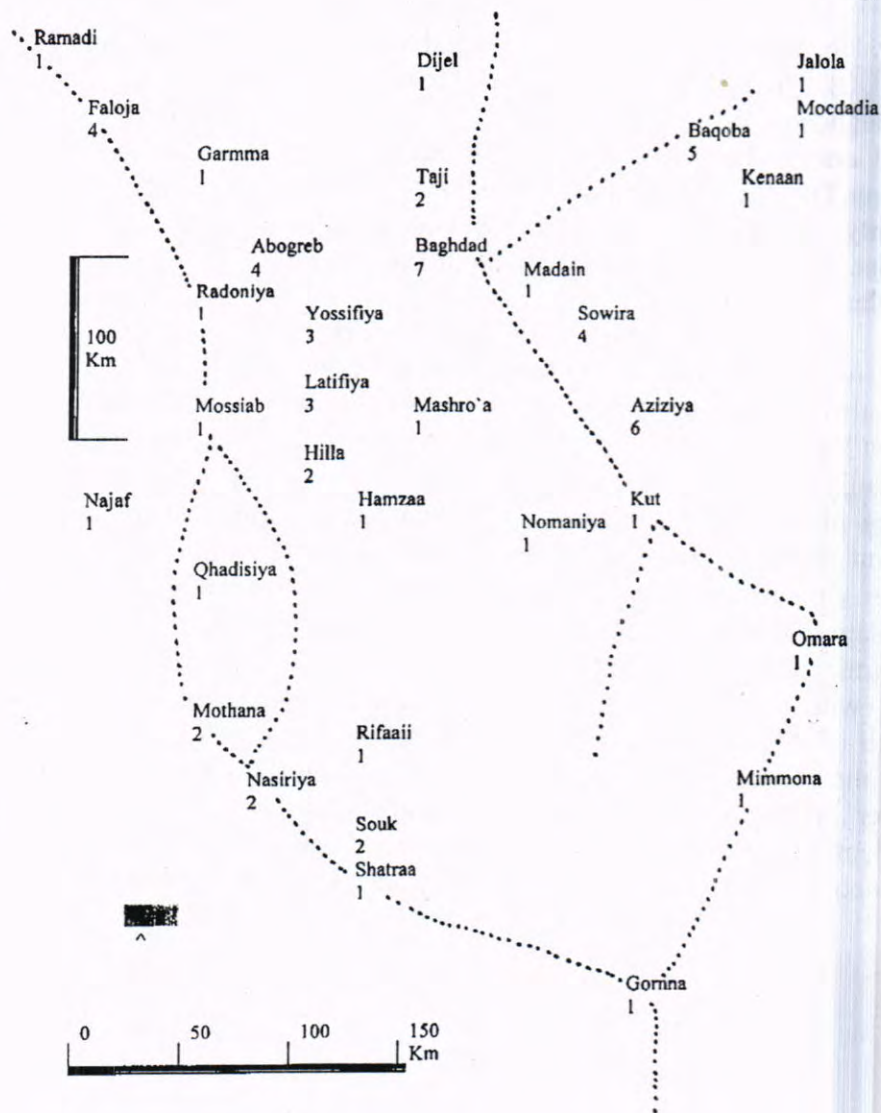 Ramadi
1
Dijel
1
Jalola
1
Faloja
4
Mocdadia
1
Baqoba
5
Garmma
1
Taji
2
Kenaan
1
Abogreb
4
Baghdad
7
Madain
1
Radoniya
1
Yossifiya
3
Sowira
4
100
Km
Latifiya
3
Mossiab
1
Mashro`a
1
Aziziya
6
Hilla
2
Najaf
1
Hamzaa
1
Nomaniya
1
Kut
1
Qhadisiya
1
Omara
1
Mothana
2
Rifaaii
1
Nasiriya
2
Mimmona
1
Souk
2
Shatraa
1
^
Gornna
1
0 50 100 150
Km